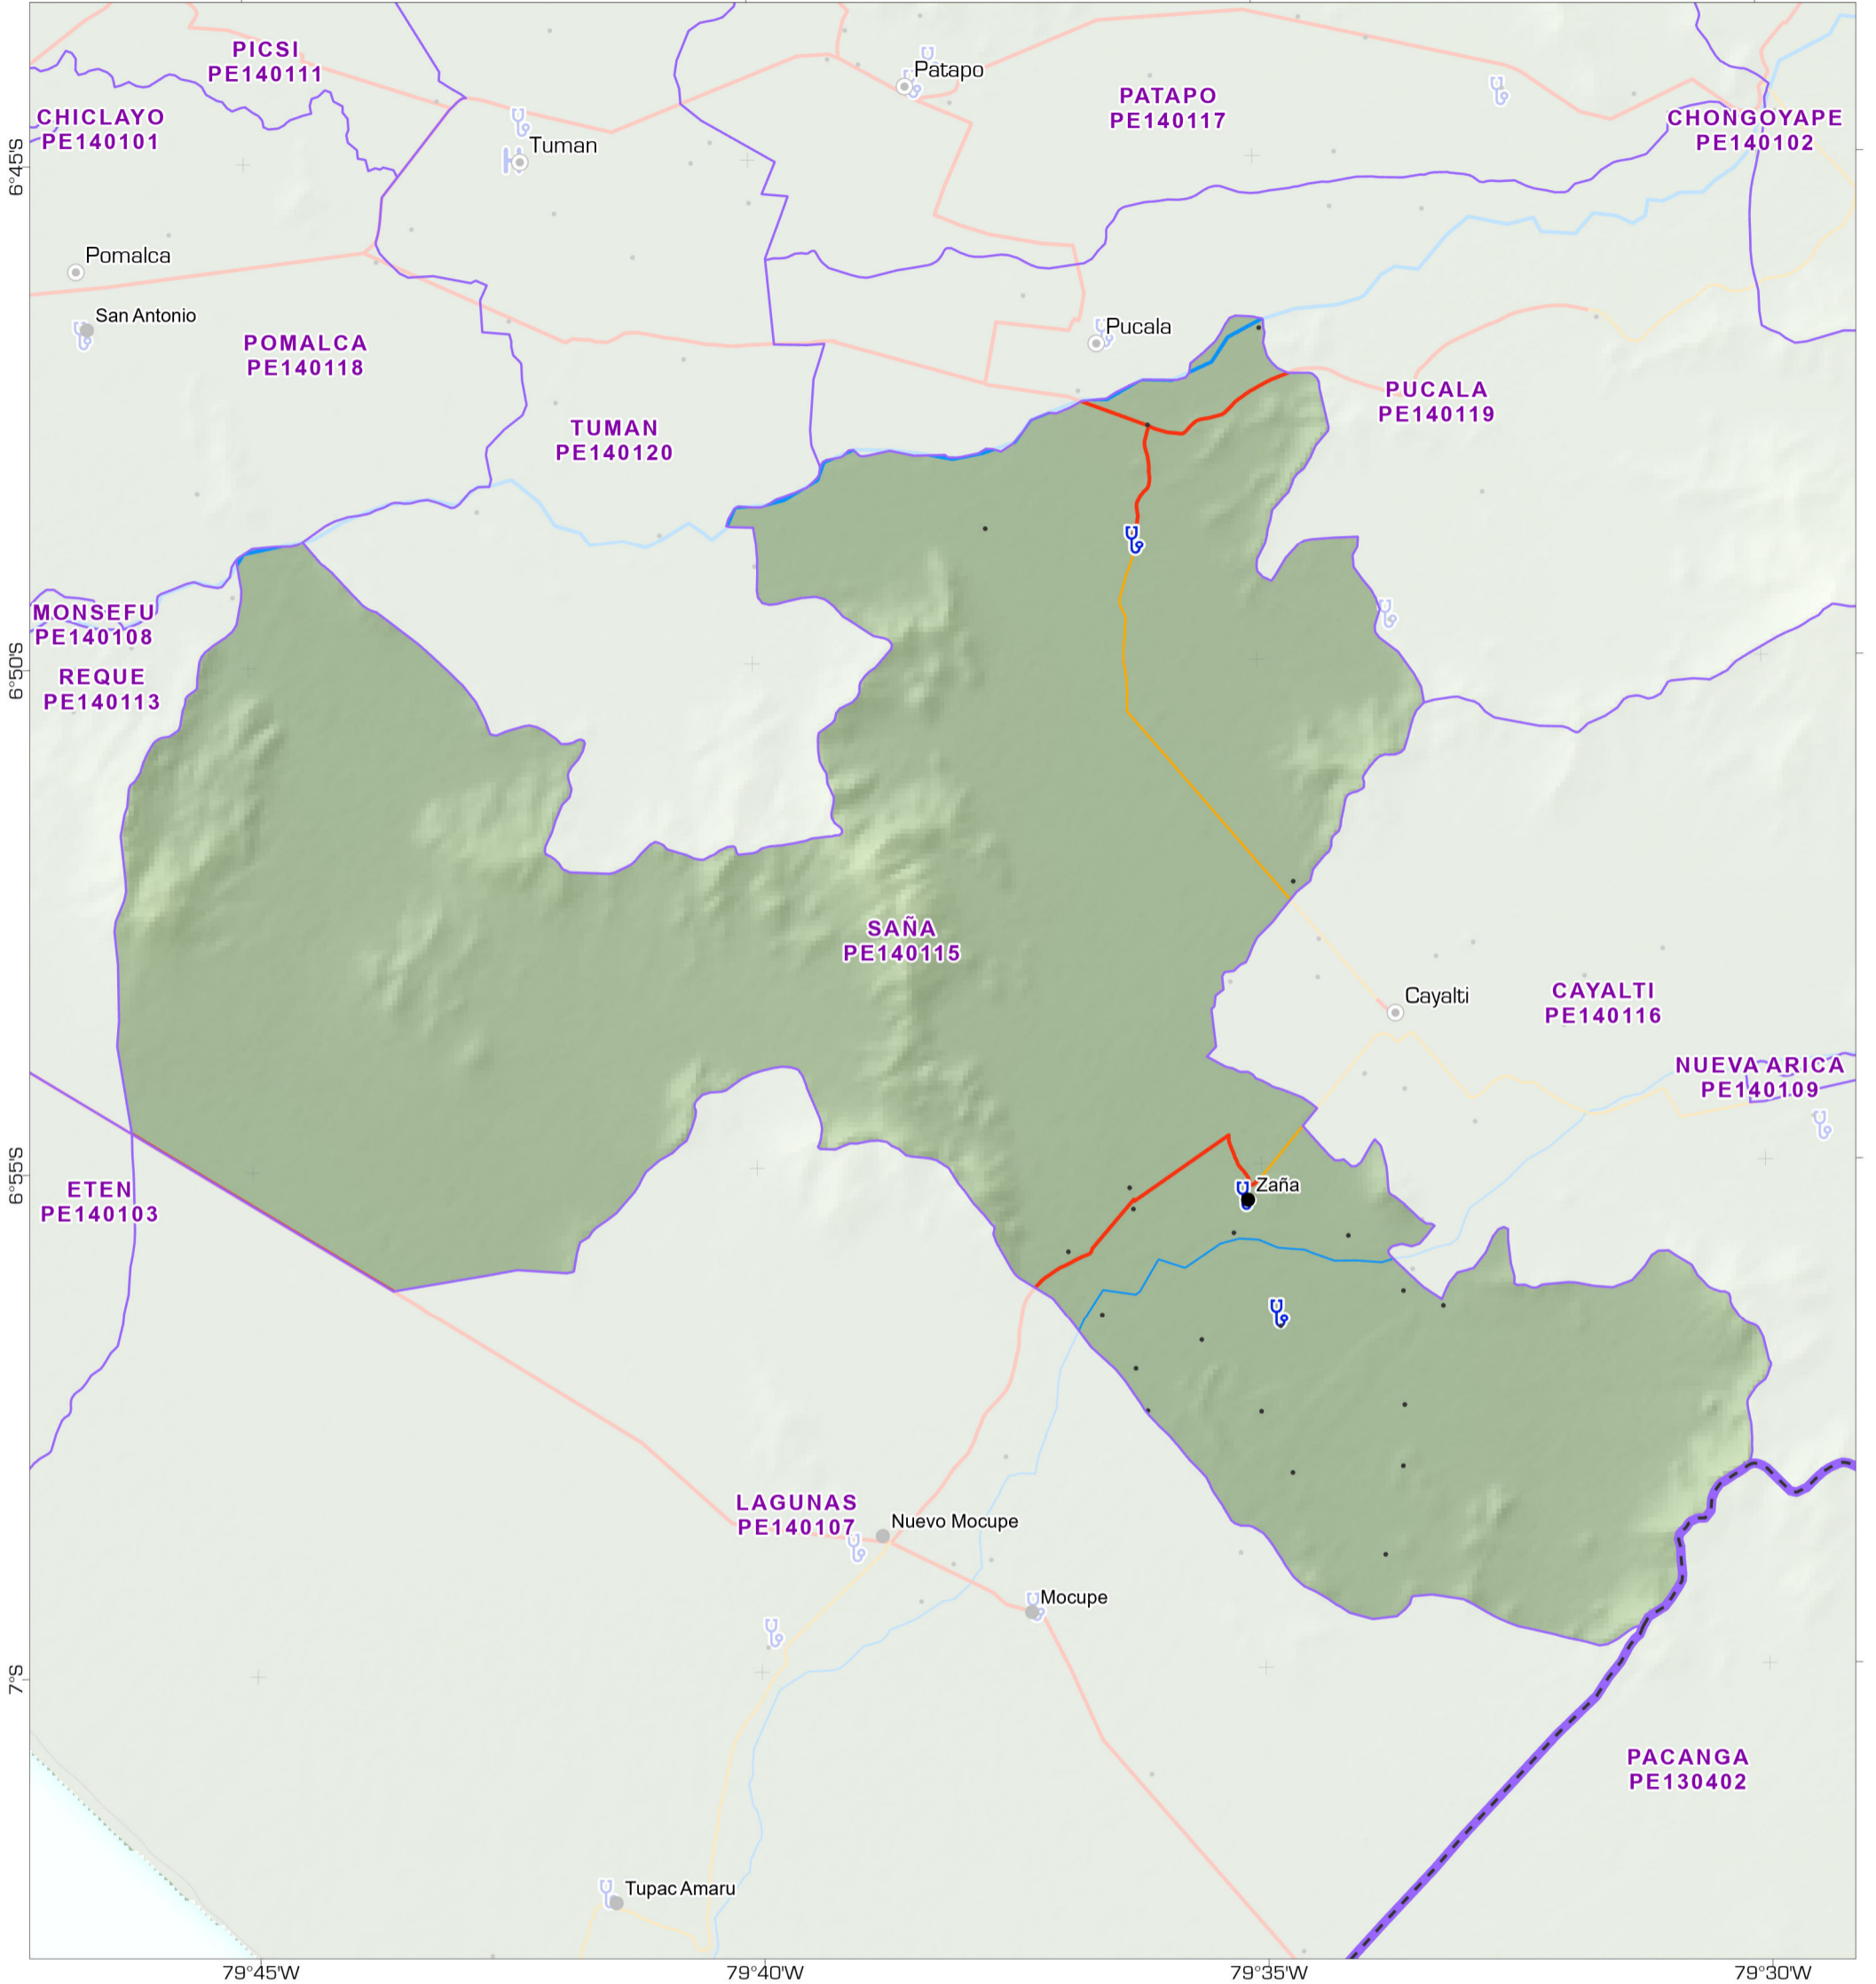 PICSI
PE140111
Patapo
PATAPO
PE140117
CHICLAYO
PE140101
CHONGOYAPE
PE140102
Tuman
6°45'S
Pomalca
San Antonio
Pucala
POMALCA
PE140118
PUCALA
PE140119
TUMAN
PE140120
MONSEFU
PE140108
6°50'S
REQUE
PE140113
SAÑA
PE140115
Cayalti
CAYALTI
PE140116
NUEVA ARICA
PE140109
6°55'S
Zaña
ETEN
PE140103
LAGUNAS
PE140107
Nuevo Mocupe
Mocupe
7°S
PACANGA
PE130402
Tupac Amaru
79°45'W
79°40'W
79°35'W
79°30'W